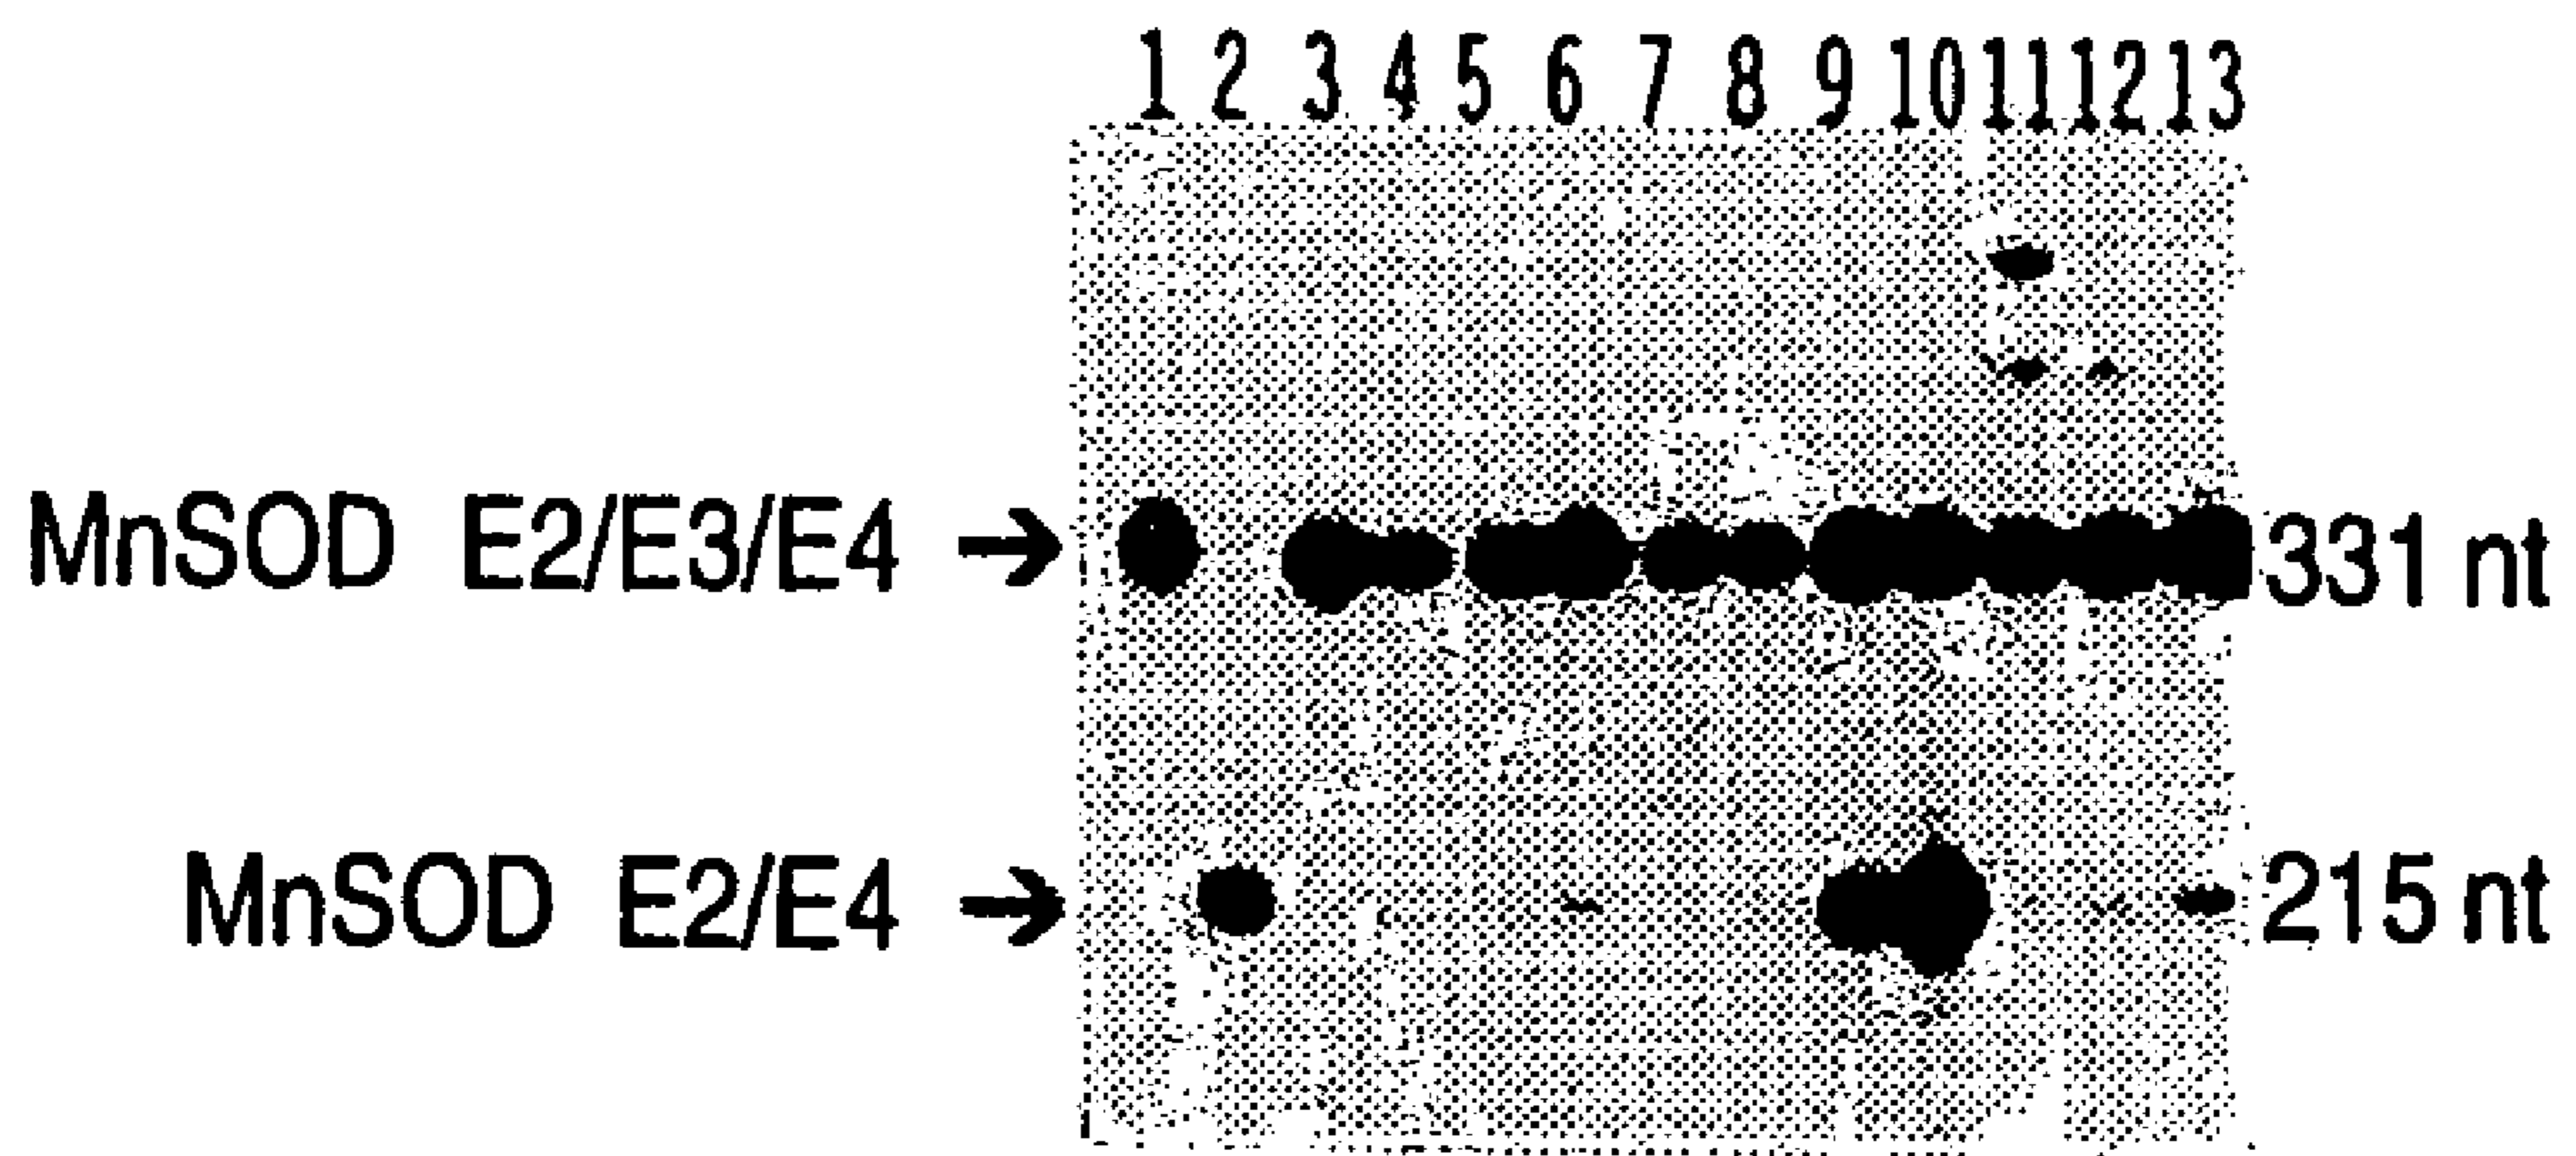 1 2 3 4 5 6 7 8 9 10 11 12 13
MnSOD E2/E3/E4 → 331 nt
MnSOD E2/E4 → 215 nt